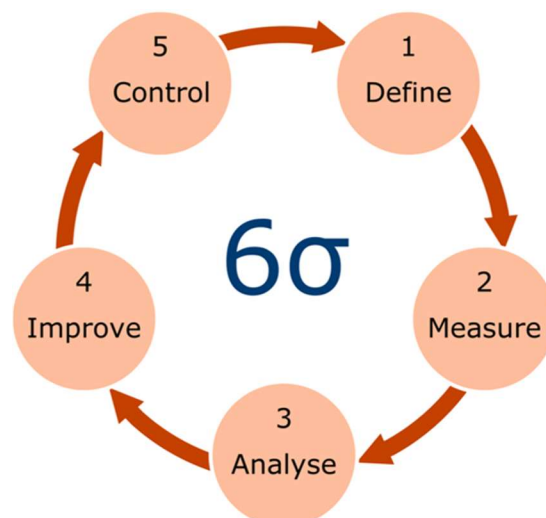 1
Define
2
Measure
3
Analyse
4
Improve
5
Control
6σ